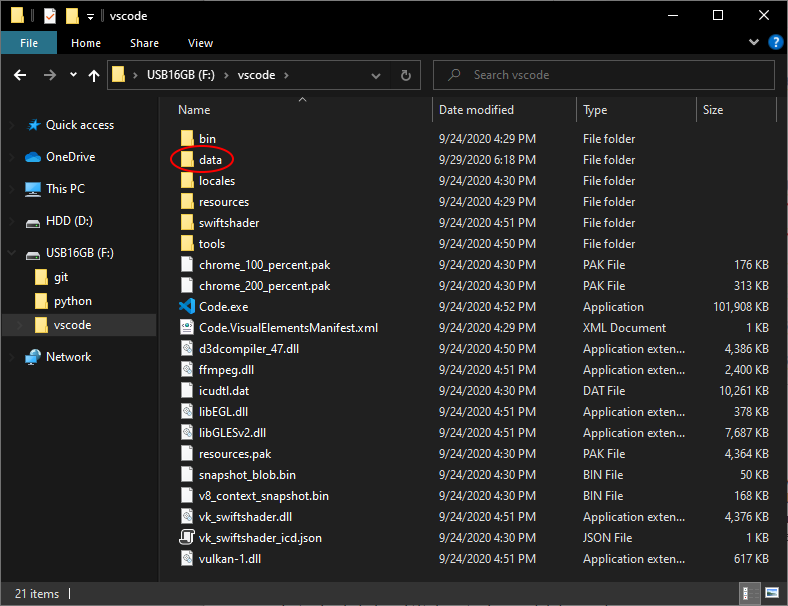 vscode
File Home Share View
USB16GB (F:) vscode Search vscode
Name Date modified Type Size
Quick access
OneDrive
This PC
HDD (D:)
USB16GB (F:)
git
python
vscode
Network
bin 9/24/2020 4:29 PM File folder
data 9/29/2020 6:18 PM File folder
locales 9/24/2020 4:30 PM File folder
resources 9/24/2020 4:29 PM File folder
swiftshader 9/24/2020 4:51 PM File folder
tools 9/24/2020 4:50 PM File folder
chrome_100_percent.pak 9/24/2020 4:30 PM PAK File 176 KB
chrome_200_percent.pak 9/24/2020 4:30 PM PAK File 313 KB
Code.exe 9/24/2020 4:52 PM Application 101,908 KB
Code.VisualElementsManifest.xml 9/24/2020 4:29 PM XML Document 1 KB
d3dcompiler_47.dll 9/24/2020 4:50 PM Application exten... 4,386 KB
ffmpeg.dll 9/24/2020 4:51 PM Application exten... 2,400 KB
icudtl.dat 9/24/2020 4:30 PM DAT File 10,261 KB
libEGL.dll 9/24/2020 4:51 PM Application exten... 378 KB
libGLESv2.dll 9/24/2020 4:51 PM Application exten... 7,687 KB
resources.pak 9/24/2020 4:30 PM PAK File 4,364 KB
snapshot_blob.bin 9/24/2020 4:30 PM BIN File 50 KB
v8_context_snapshot.bin 9/24/2020 4:30 PM BIN File 168 KB
vk_swiftshader.dll 9/24/2020 4:51 PM Application exten... 4,376 KB
vk_swiftshader_icd.json 9/24/2020 4:30 PM JSON File 1 KB
vulkan-1.dll 9/24/2020 4:51 PM Application exten... 617 KB
21 items